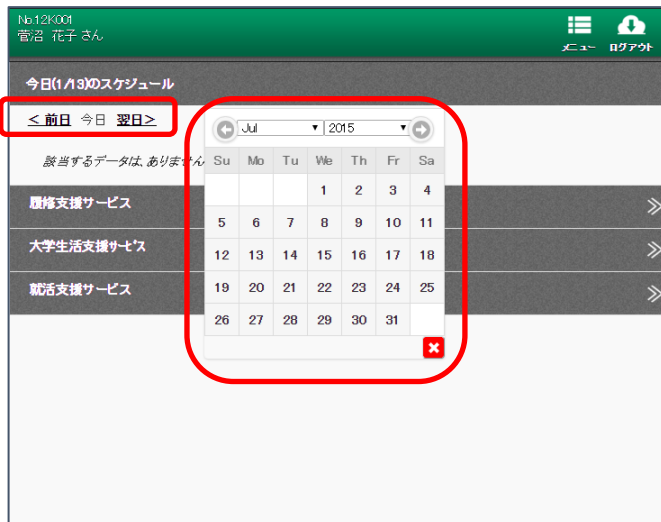 No.12K001
菅沼 花子 さん
メニュー ログアウト
今日(1/13)のスケジュール
< 前日 今日 翌日>
該当するデータは、ありません
Jul 2015
Su Mo Tu We Th Fr Sa
1 2 3 4
5 6 7 8 9 10 11
12 13 14 15 16 17 18
19 20 21 22 23 24 25
26 27 28 29 30 31
履修支援サービス
大学生活支援サービス
就活支援サービス